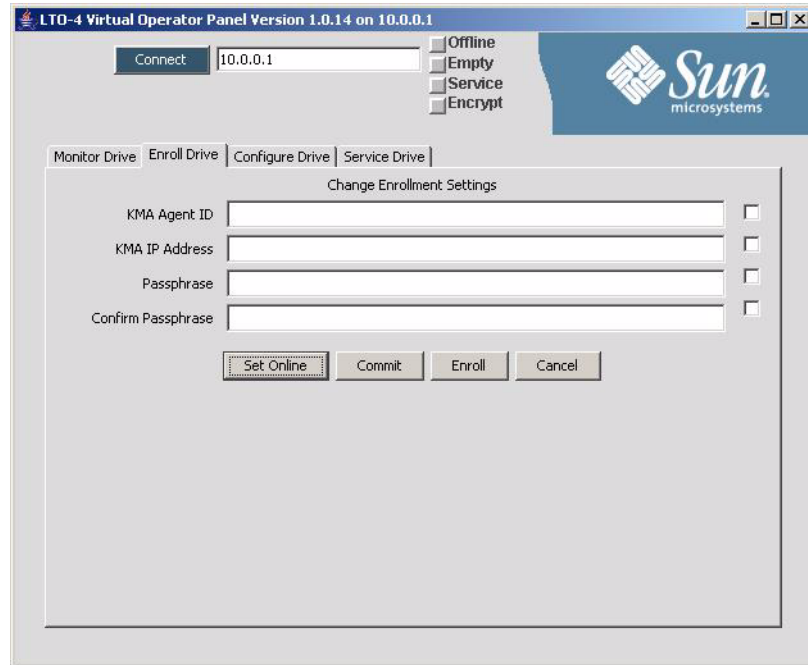 LTO-4 Virtual Operator Panel Version 1.0.14 on 10.0.0.1
Connect 10.0.0.1
Offline
Empty
Service
Encrypt
Sun
microsystems
Monitor Drive Enroll Drive Configure Drive Service Drive
Change Enrollment Settings
KMA Agent ID
KMA IP Address
Passphrase
Confirm Passphrase
Set Online Commit Enroll Cancel